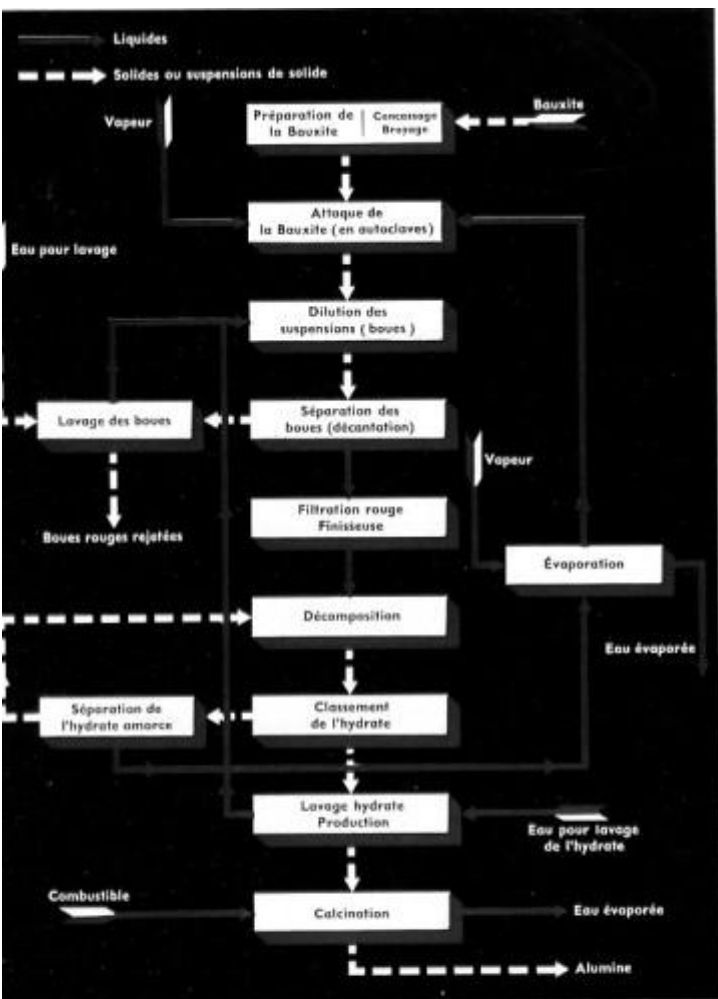 Liquides
Solides ou suspensions de solide
Vapeur
Préparation de
la Bauxite
Concassage
Broyage
Bauxite
Attaque de
la Bauxite (en autoclaves)
Eau pour lavage
Dilution des
suspensions ( boues )
Lavage des boues
Séparation des
boues (décantation)
Vapeur
Boues rouges rejetées
Filtration rouge
Finisseuse
Évaporation
Décomposition
Eau évaporée
Séparation de
l'hydrate amorce
Classement
de l'hydrate
Lavage hydrate
Production
Eau pour lavage
de l'hydrate
Combustible
Calcination
Eau évaporée
Alumine